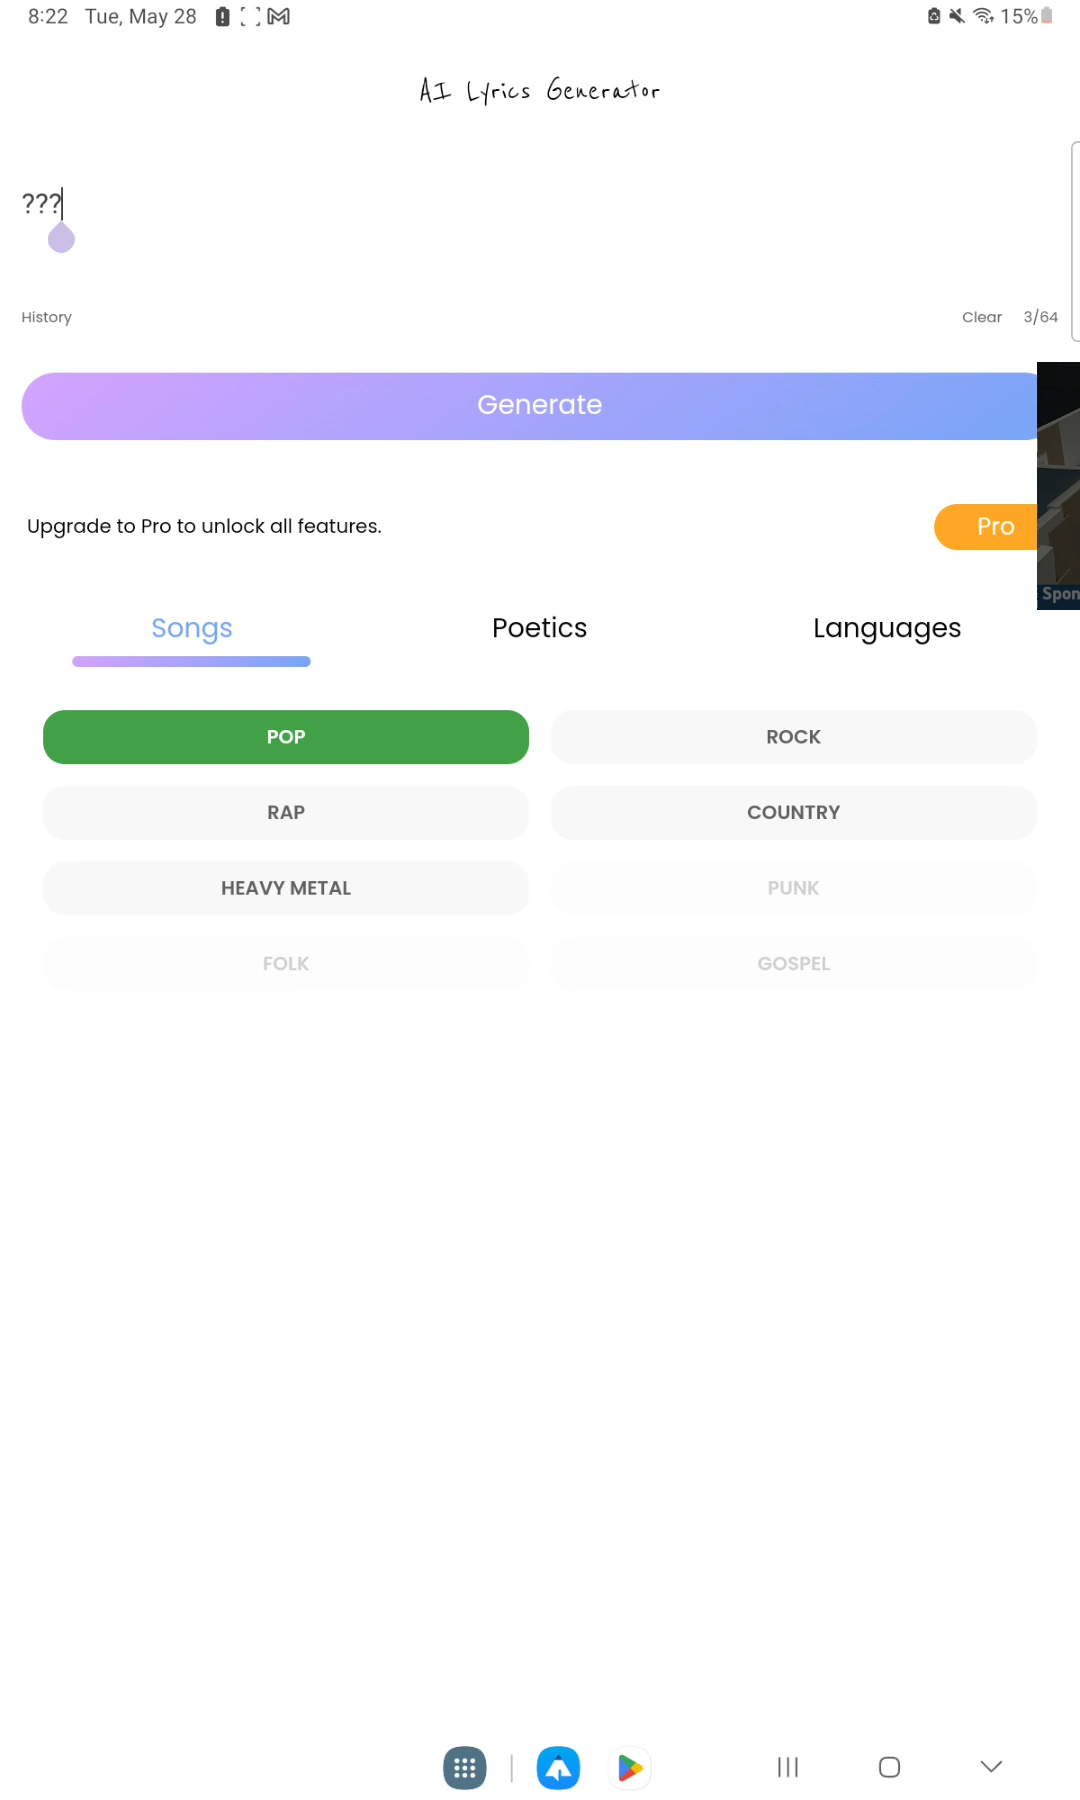 8:22 Tue, May 28 15%
AI Lyrics Generator
???
History Clear 3/64
Generate
Upgrade to Pro to unlock all features. Pro
Spon
Songs Poetics Languages
POP ROCK
RAP COUNTRY
HEAVY METAL PUNK
FOLK GOSPEL